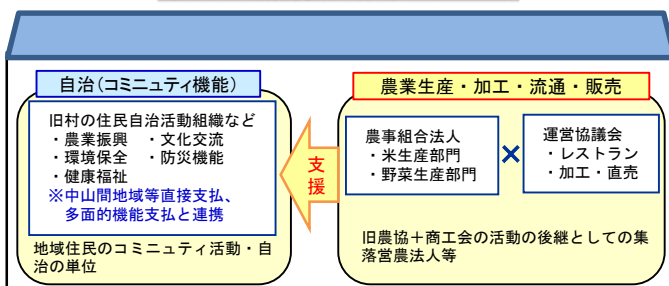 自治(コミニュティ機能)
旧村の住民自治活動組織など
・農業振興　・文化交流
・環境保全　・防災機能
・健康福祉
※中山間地域等直接支払、
多面的機能支払と連携
地域住民のコミニュティ活動・自
治の単位
支援
農業生産・加工・流通・販売
農事組合法人
・米生産部門
・野菜生産部門
×
運営協議会
・レストラン
・加工・直売
旧農協＋商工会の活動の後継としての集
落営農法人等